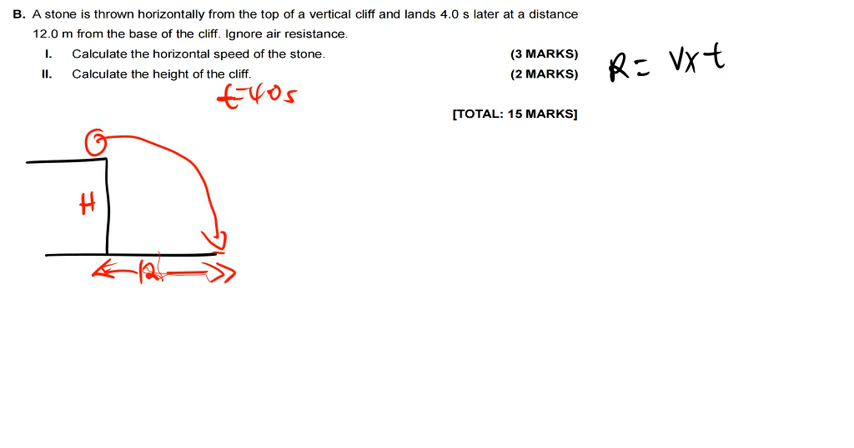 B. A stone is thrown horizontally from the top of a vertical cliff and lands 4.0 s later at a distance
12.0 m from the base of the cliff. Ignore air resistance.
I. Calculate the horizontal speed of the stone. (3 MARKS)
II. Calculate the height of the cliff. (2 MARKS)
R = Vx t
t=40s
[TOTAL: 15 MARKS]
H
12